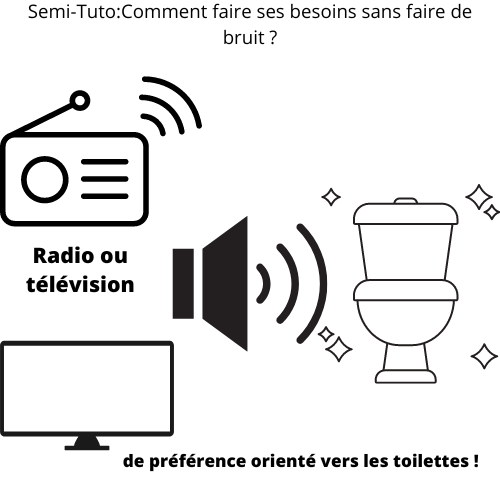 Semi-Tuto:Comment faire ses besoins sans faire de
bruit ?
Radio ou
télévision
de préférence orienté vers les toilettes !